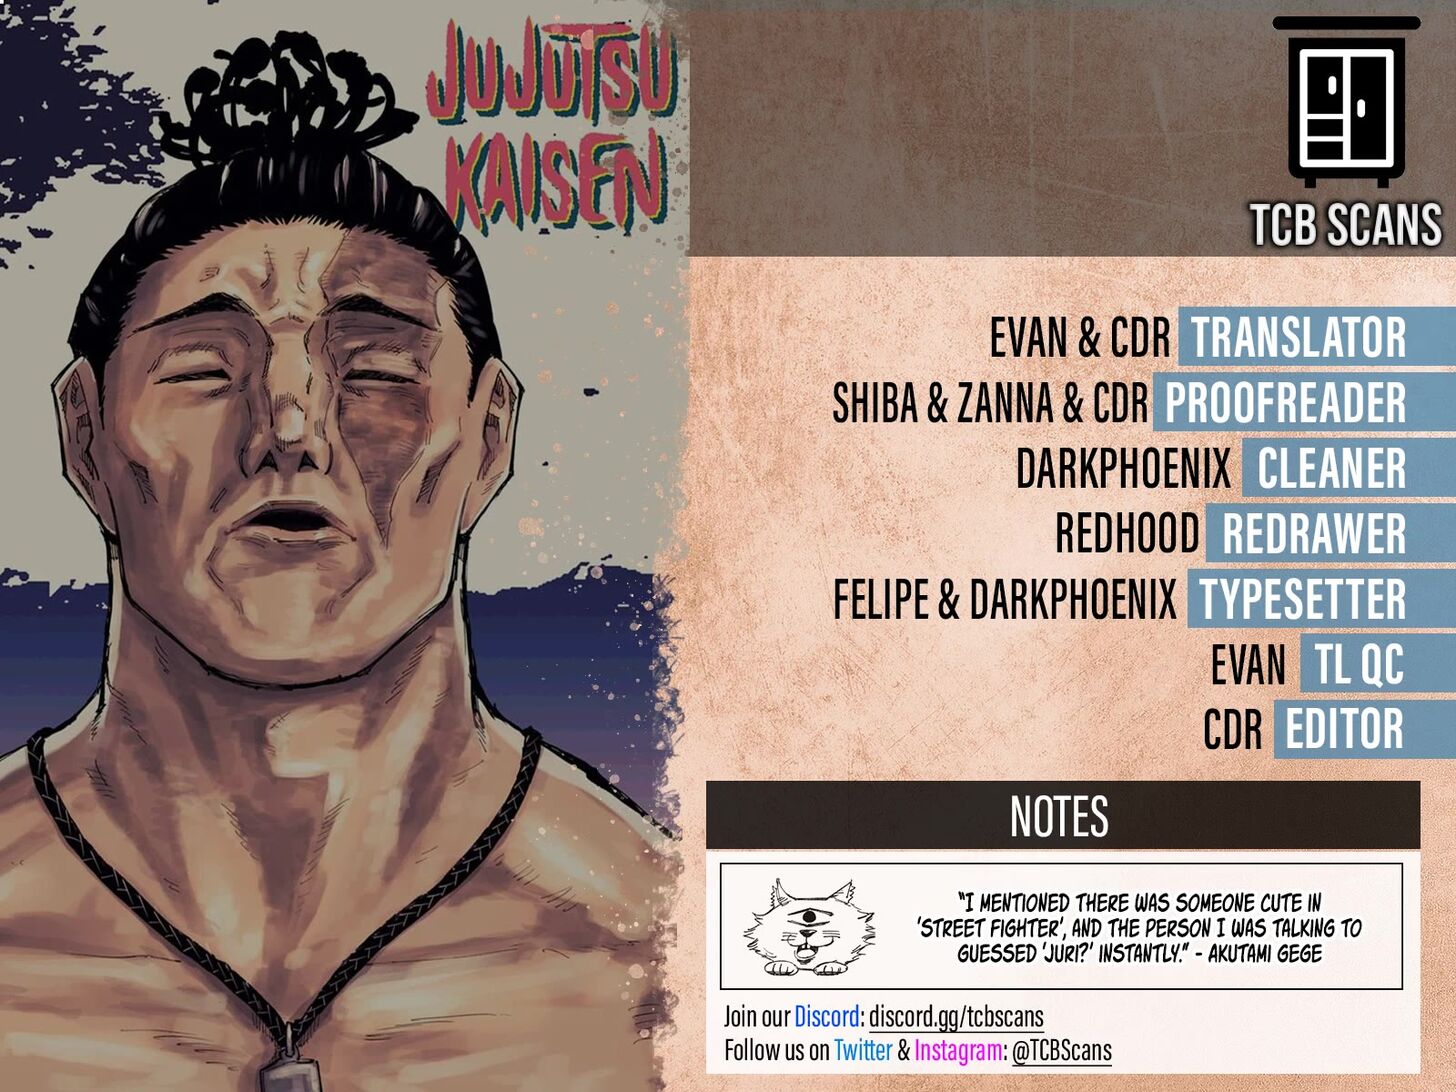 JUJUTSU
KAISEN
TCB SCANS
EVAN & CDR TRANSLATOR
SHIBA & ZANNA & CDR PROOFREADER
DARKPHOENIX CLEANER
REDHOOD REDRAWER
FELIPE & DARKPHOENIX TYPESETTER
EVAN TL QC
CDR EDITOR
NOTES
"I MENTIONED THERE WAS SOMEONE CUTE IN
'STREET FIGHTER', AND THE PERSON I WAS TALKING TO
GUESSED 'JURI?' INSTANTLY." - AKUTAMI GEGE
Join our Discord: discord.gg/tcbscans
Follow us on Twitter & Instagram: @TCBScans